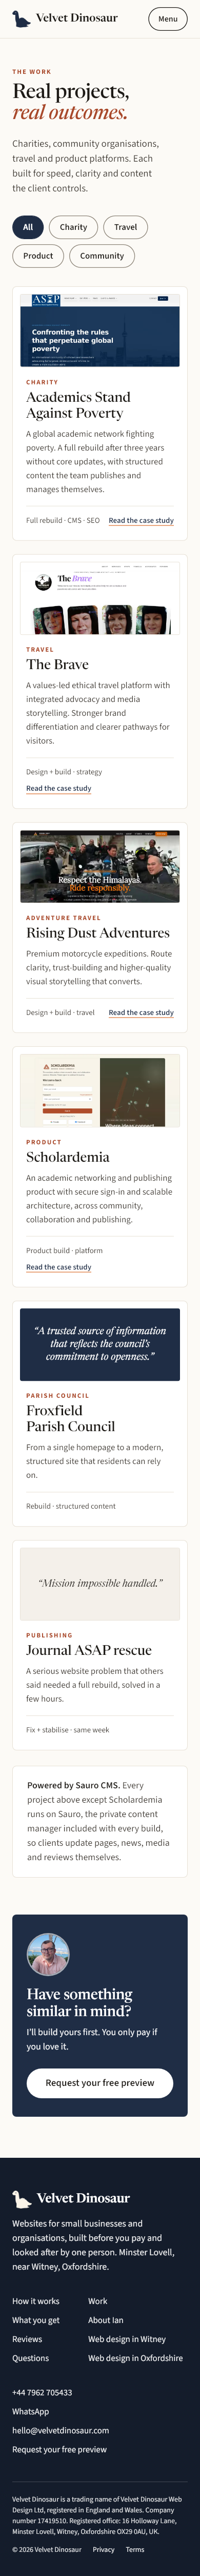 Velvet Dinosaur
Menu
THE WORK
Real projects,
real outcomes.
Charities, community organisations,
travel and product platforms. Each
built for speed, clarity and content
the client controls.
All
Charity
Travel
Product
Community
ASAP
Confronting the rules
that perpetuate global
poverty
CHARITY
Academics Stand
Against Poverty
A global academic network fighting
poverty. A full rebuild after three years
without core updates, with structured
content the team publishes and
manages themselves.
Full rebuild · CMS · SEO
Read the case study
The Brave
TRAVEL
The Brave
A values-led ethical travel platform with
integrated advocacy and media
storytelling. Stronger brand
differentiation and clearer pathways for
visitors.
Design + build · strategy
Read the case study
Respect the Himalayas.
Ride responsibly.
ADVENTURE TRAVEL
Rising Dust Adventures
Premium motorcycle expeditions. Route
clarity, trust-building and higher-quality
visual storytelling that converts.
Design + build · travel
Read the case study
SCHOLARDEMIA
PRODUCT
Scholardemia
An academic networking and publishing
product with secure sign-in and scalable
architecture, across community,
collaboration and publishing.
Product build · platform
Read the case study
“A trusted source of information
that reflects the council’s
commitment to openness.”
PARISH COUNCIL
Froxfield
Parish Council
From a single homepage to a modern,
structured site that residents can rely
on.
Rebuild · structured content
“Mission impossible handled.”
PUBLISHING
Journal ASAP rescue
A serious website problem that others
said needed a full rebuild, solved in a
few hours.
Fix + stabilise · same week
Powered by Sauro CMS. Every
project above except Scholardemia
runs on Sauro, the private content
manager included with every build,
so clients update pages, news, media
and reviews themselves.
Have something
similar in mind?
I’ll build yours first. You only pay if
you love it.
Request your free preview
Velvet Dinosaur
Websites for small businesses and
organisations, built before you pay and
looked after by one person. Minster Lovell,
near Witney, Oxfordshire.
How it works
Work
What you get
About Ian
Reviews
Web design in Witney
Questions
Web design in Oxfordshire
+44 7962 705433
WhatsApp
hello@velvetdinosaur.com
Request your free preview
Velvet Dinosaur is a trading name of Velvet Dinosaur Web
Design Ltd, registered in England and Wales. Company
number 17419510. Registered office: 16 Holloway Lane,
Minster Lovell, Witney, Oxfordshire OX29 0AU, UK.
© 2026 Velvet Dinosaur
Privacy
Terms